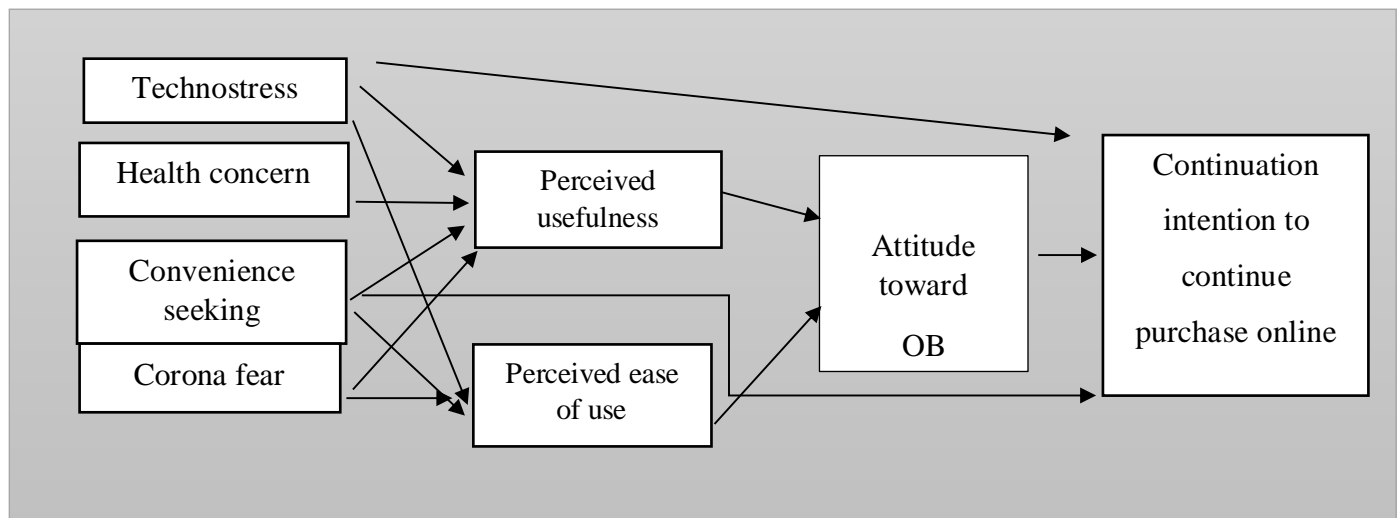 Technostress
Health concern
Convenience
seeking
Corona fear
Perceived
usefulness
Perceived ease
of use
Attitude
toward
OB
Continuation
intention to
continue
purchase online